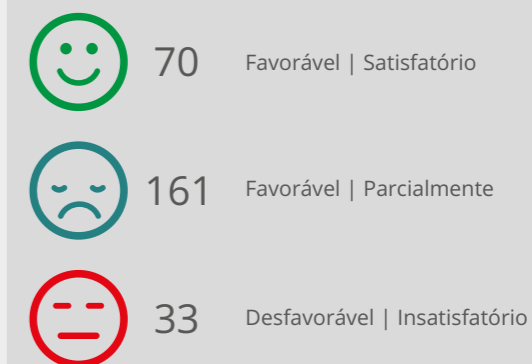 70 Favorável | Satisfatório
161 Favorável | Parcialmente
33 Desfavorável | Insatisfatório